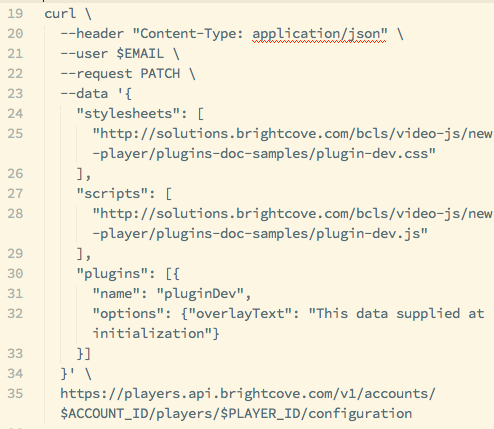 19 curl \
20 --header "Content-Type: application/json" \
21 --user $EMAIL \
22 --request PATCH \
23 --data '{
24 "stylesheets": [
25 "http://solutions.brightcove.com/bcls/video-js/new
-player/plugins-doc-samples/plugin-dev.css"
26 ],
27 "scripts": [
28 "http://solutions.brightcove.com/bcls/video-js/new
-player/plugins-doc-samples/plugin-dev.js"
29 ],
30 "plugins": [{
31 "name": "pluginDev",
32 "options": {"overlayText": "This data supplied at
initialization"}
33 }]
34 }' \
35 https://players.api.brightcove.com/v1/accounts/
$ACCOUNT_ID/players/$PLAYER_ID/configuration